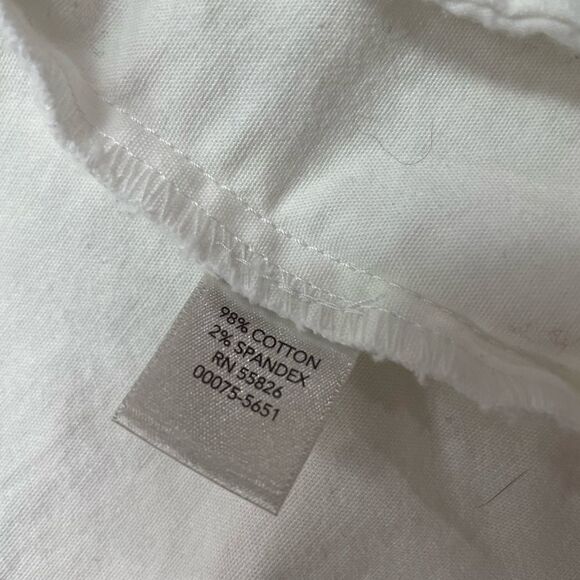 98% COTTON
2% SPANDEX
RN 55826
00075-5651